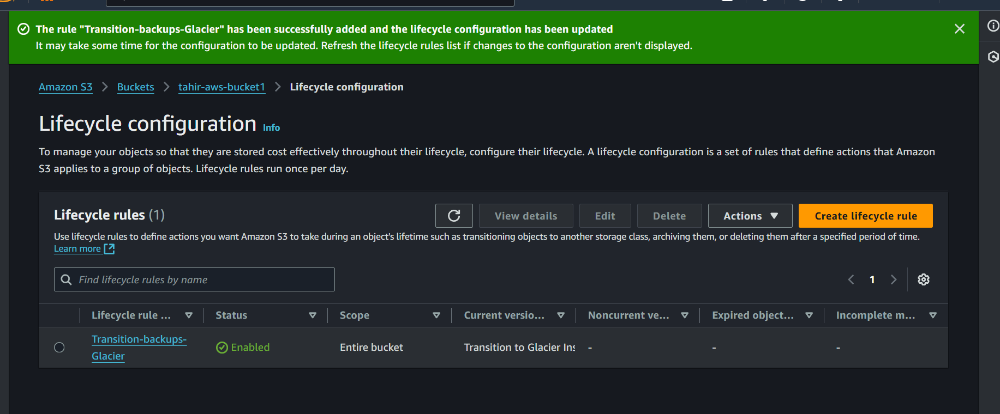 The rule "Transition-backups-Glacier" has been successfully added and the lifecycle configuration has been updated
It may take some time for the configuration to be updated. Refresh the lifecycle rules list if changes to the configuration aren't displayed.
Amazon S3 > Buckets > tahir-aws-bucket1 > Lifecycle configuration
Lifecycle configuration Info
To manage your objects so that they are stored cost effectively throughout their lifecycle, configure their lifecycle. A lifecycle configuration is a set of rules that define actions that Amazon
S3 applies to a group of objects. Lifecycle rules run once per day.
Lifecycle rules (1) View details Edit Delete Actions Create lifecycle rule
Use lifecycle rules to define actions you want Amazon S3 to take during an object's lifetime such as transitioning objects to another storage class, archiving them, or deleting them after a specified period of time.
Learn more
Find lifecycle rules by name 1
Lifecycle rule ... Status Scope Current versio... Noncurrent ve... Expired object... Incomplete m...
Transition-backups-
Glacier Enabled Entire bucket Transition to Glacier Ins - - -